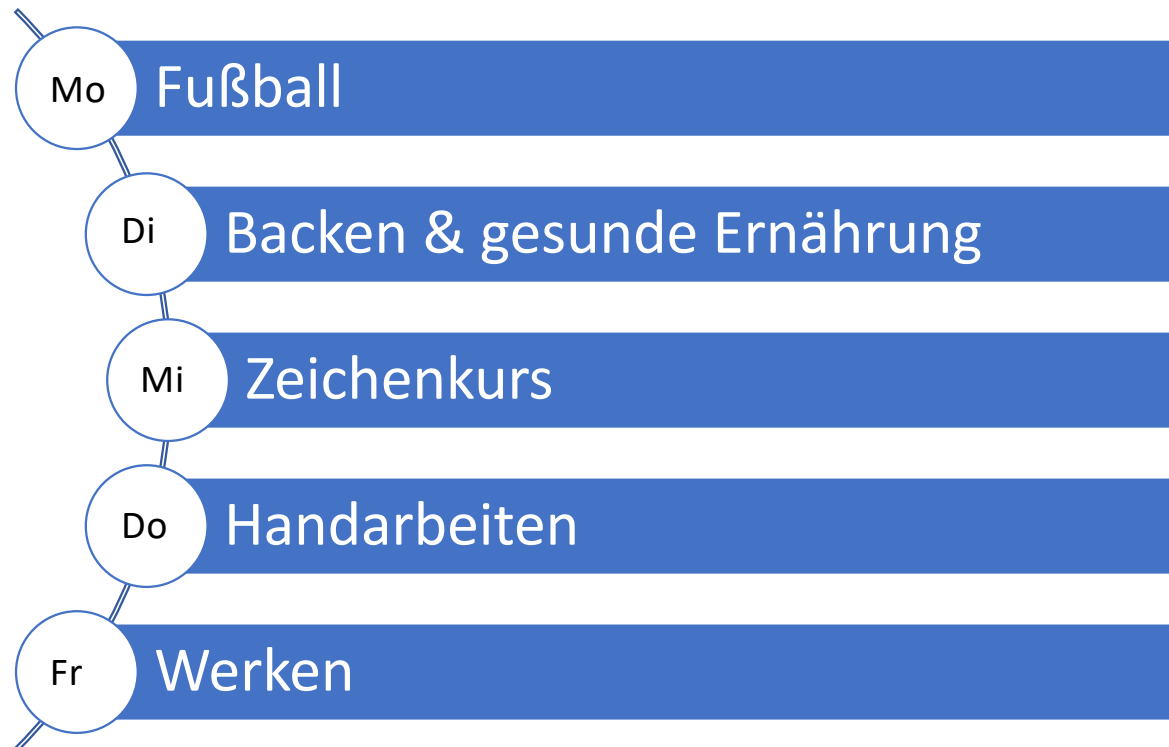 Mo Fußball
Di Backen & gesunde Ernährung
Mi Zeichenkurs
Do Handarbeiten
Fr Werken